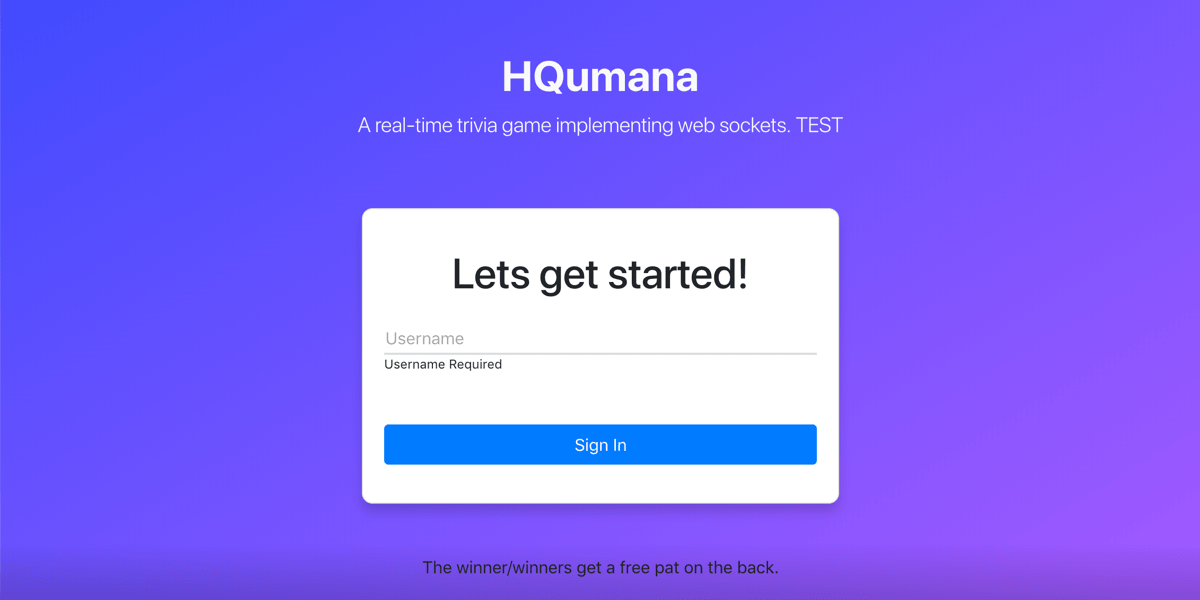 HQumana
A real-time trivia game implementing web sockets. TEST
Lets get started!
Username
Username Required
Sign In
The winner/winners get a free pat on the back.